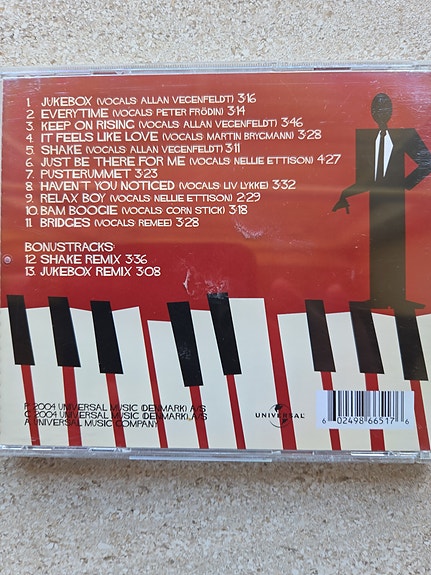 1. JUKEBOX (VOCALS ALLAN VEGENFELDT) 3:16
2. EVERYTIME (VOCALS PETER FRÖDIN) 3:14
3. KEEP ON RISING (VOCALS ALLAN VEGENFELDT) 3:46
4. IT FEELS LIKE LOVE (VOCALS MARTIN BRYGMANN) 3:28
5. SHAKE (VOCALS ALLAN VEGENFELDT) 3:11
6. JUST BE THERE FOR ME (VOCALS NELLIE ETTISON) 4:27
7. PUSTERUMMET 3:23
8. HAVEN'T YOU NOTICED (VOCALS: LIV LYKKE) 3:32
9. RELAX BOY (VOCALS NELLIE ETTISON) 2:29
10. BAM BOOGIE (VOCALS: CORN STICK) 3:18
11. BRIDGES (VOCALS: REMEE) 3:28
BONUSTRACKS:
12. SHAKE REMIX 3:36
13. JUKEBOX REMIX 3:08
P 2004 UNIVERSAL MUSIC (DENMARK) A/S
C 2004 UNIVERSAL MUSIC (DENMARK) A/S
A UNIVERSAL MUSIC COMPANY
UNIVERSAL
6 02498 66517 6